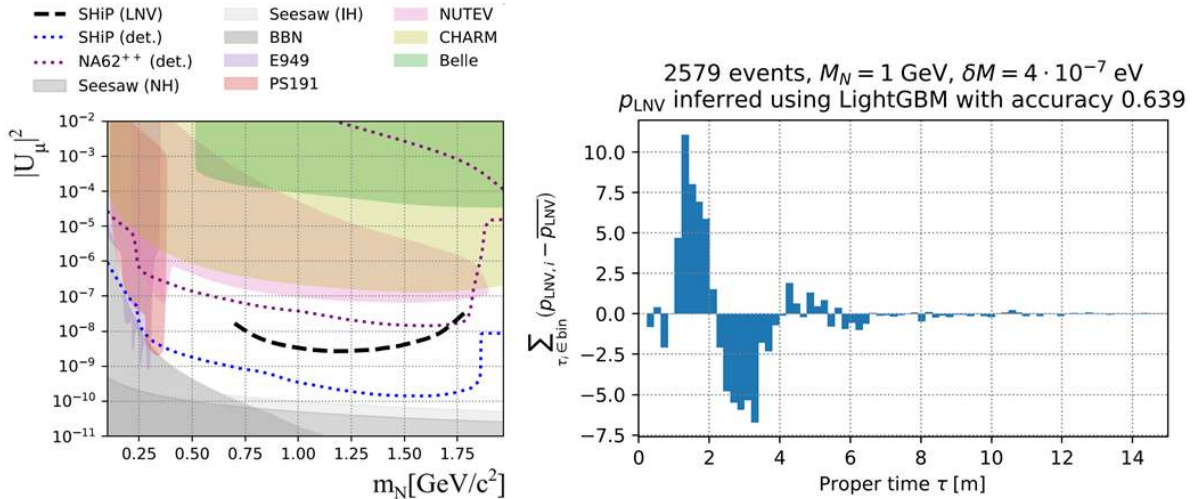 SHiP (LNV)
SHiP (det.)
NA62⁺⁺ (det.)
Seesaw (NH)
Seesaw (IH)
BBN
E949
PS191
NUTEV
CHARM
Belle
|U_μ|²
10⁻²
10⁻³
10⁻⁴
10⁻⁵
10⁻⁶
10⁻⁷
10⁻⁸
10⁻⁹
10⁻¹⁰
10⁻¹¹
0.25 0.50 0.75 1.00 1.25 1.50 1.75
m_N[GeV/c²]
2579 events, M_N = 1 GeV, δM = 4 · 10⁻⁷ eV
p_LNV inferred using LightGBM with accuracy 0.639
∑_{τ_i ∈ bin} (p_{LNV, i} − \overline{p_LNV})
10.0
7.5
5.0
2.5
0.0
−2.5
−5.0
−7.5
0 2 4 6 8 10 12 14
Proper time τ [m]